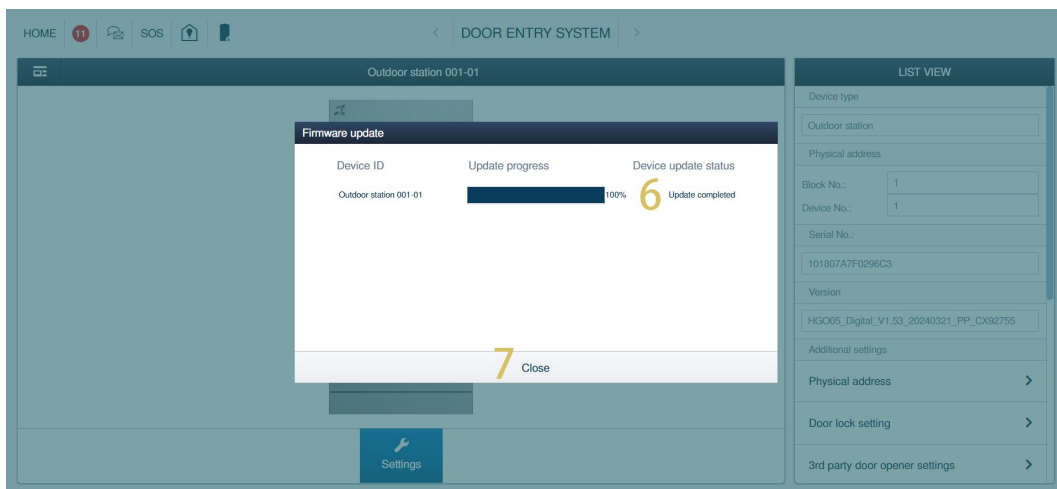 HOME 11 SOS DOOR ENTRY SYSTEM
Outdoor station 001-01
Firmware update
Device ID Update progress Device update status
Outdoor station 001-01 100% 6 Update completed
7 Close
Settings
LIST VIEW
Device type
Outdoor station
Physical address
Block No.: 1
Device No.: 1
Serial No.:
101807A7F0296C3
Version
HGO05_Digital_V1.53_20240321_PP_CX92755
Additional settings
Physical address
Door lock setting
3rd party door opener settings